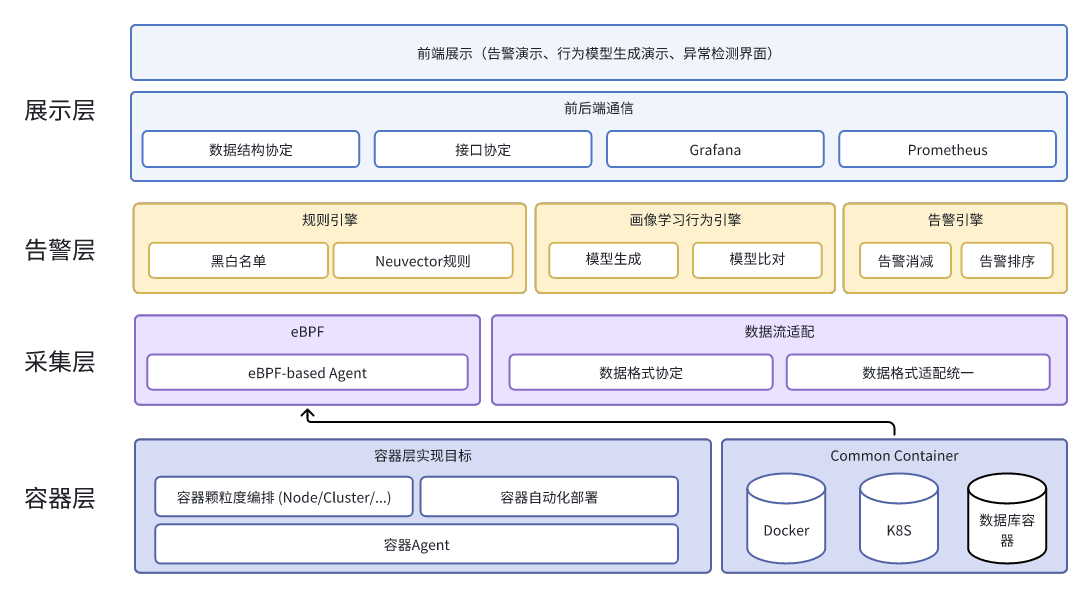 前端展示（告警演示、行为模型生成演示、异常检测界面）
展示层
前后端通信
数据结构协定
接口协定
Grafana
Prometheus
告警层
规则引擎
黑白名单
Neuvector规则
画像学习行为引擎
模型生成
模型比对
告警引擎
告警消减
告警排序
采集层
eBPF
eBPF-based Agent
数据流适配
数据格式协定
数据格式适配统一
容器层
容器层实现目标
容器颗粒度编排 (Node/Cluster/...)
容器自动化部署
容器Agent
Common Container
Docker
K8S
数据库容
器